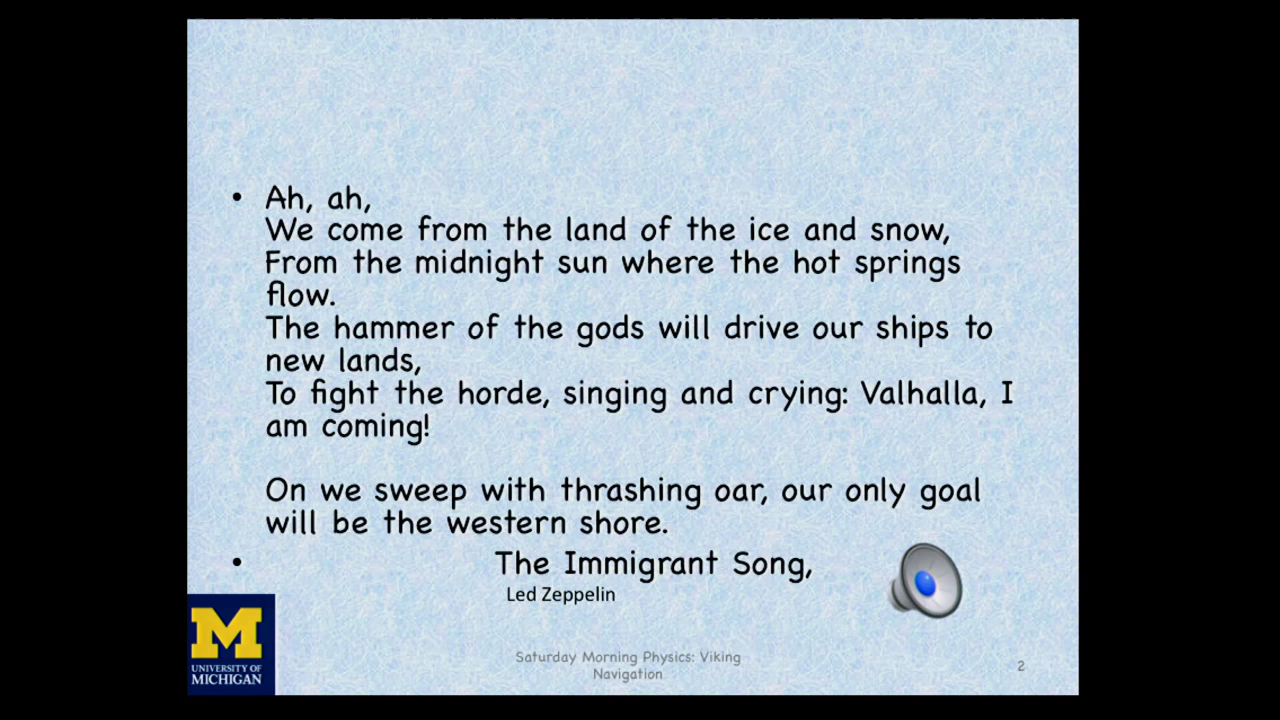 • Ah, ah,
We come from the land of the ice and snow,
From the midnight sun where the hot springs
flow.
The hammer of the gods will drive our ships to
new lands,
To fight the horde, singing and crying: Valhalla, I
am coming!
On we sweep with thrashing oar, our only goal
will be the western shore.
• The Immigrant Song,
Led Zeppelin
M
UNIVERSITY OF
MICHIGAN
Saturday Morning Physics: Viking
Navigation
2